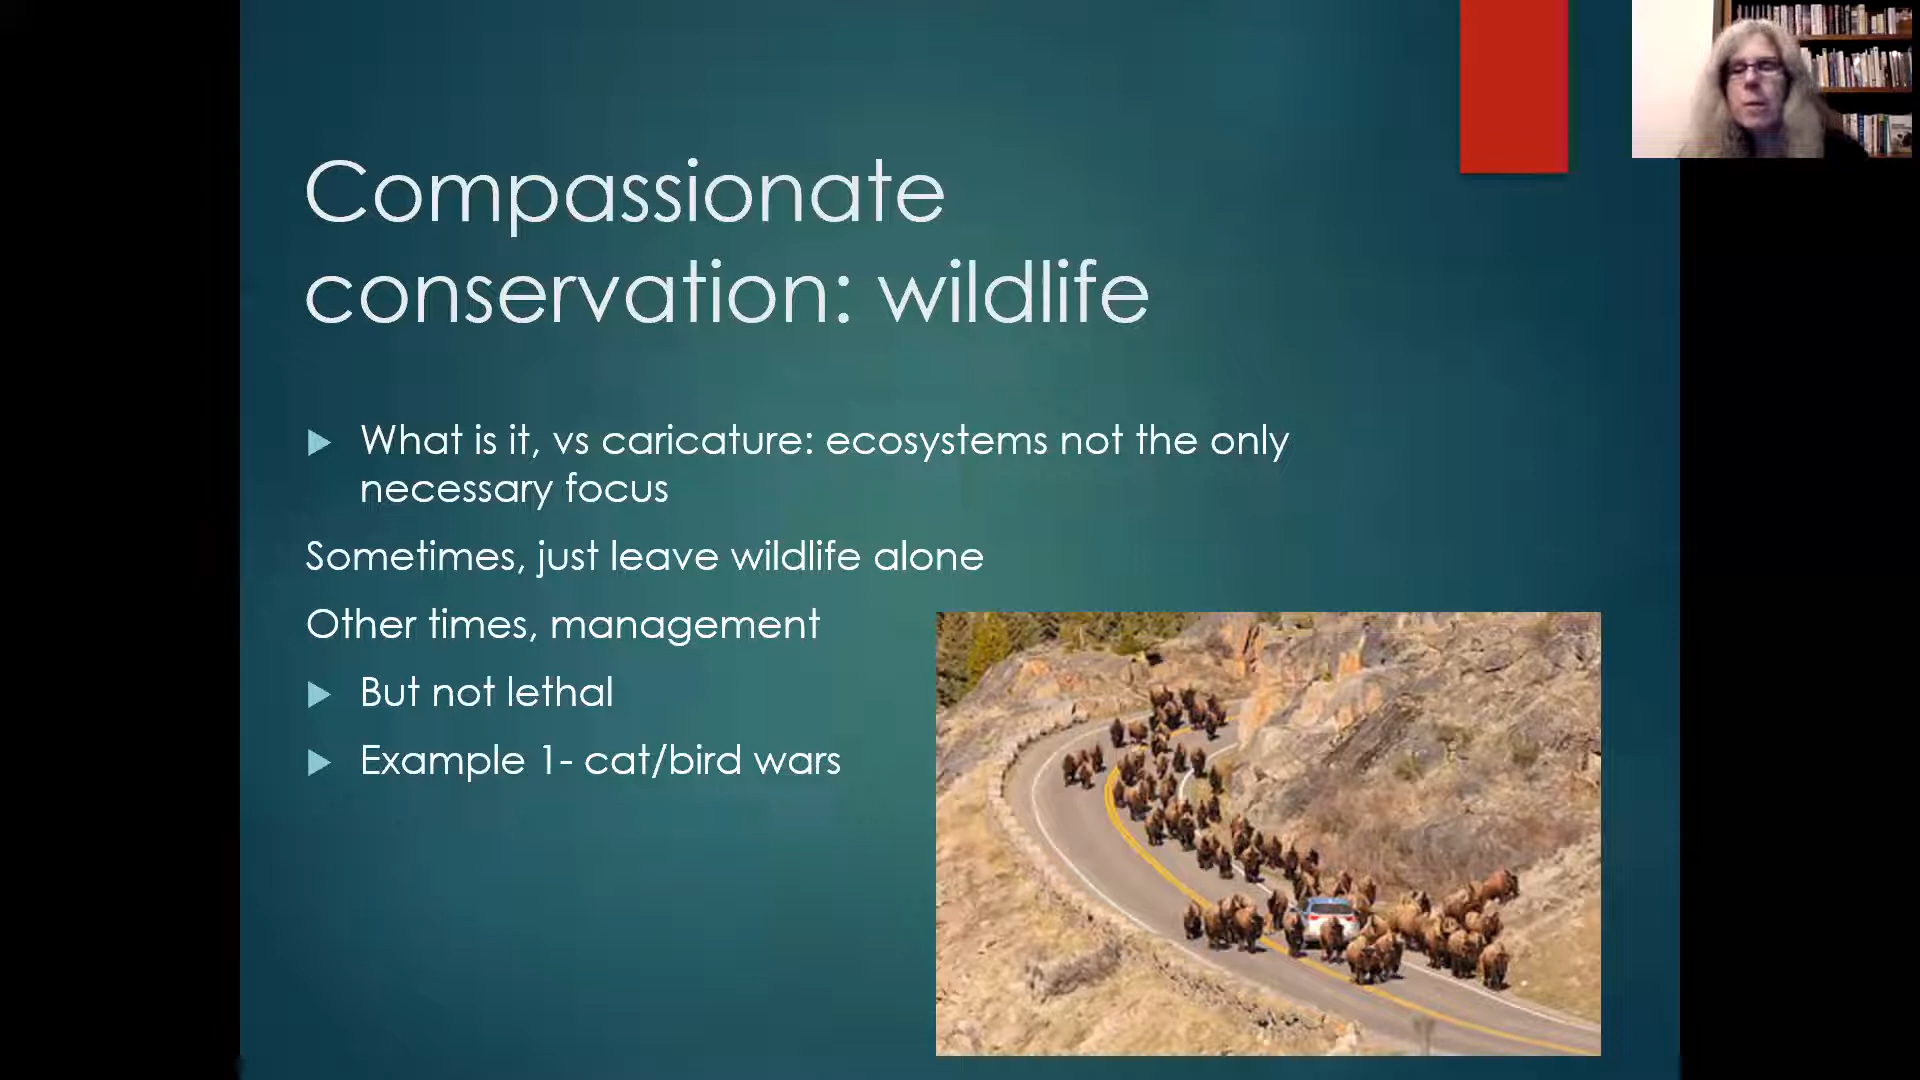 Compassionate
conservation: wildlife
What is it, vs caricature: ecosystems not the only
necessary focus
Sometimes, just leave wildlife alone
Other times, management
But not lethal
Example 1- cat/bird wars